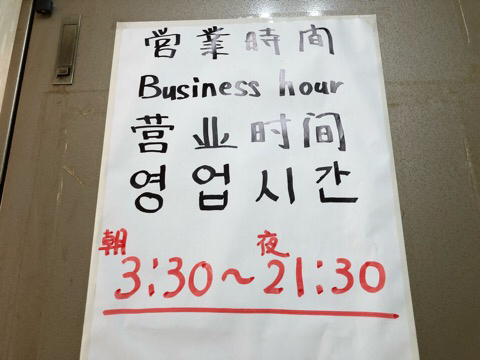 営業時間
Business hour
营业时间
영업시간
朝 夜
3:30～21:30